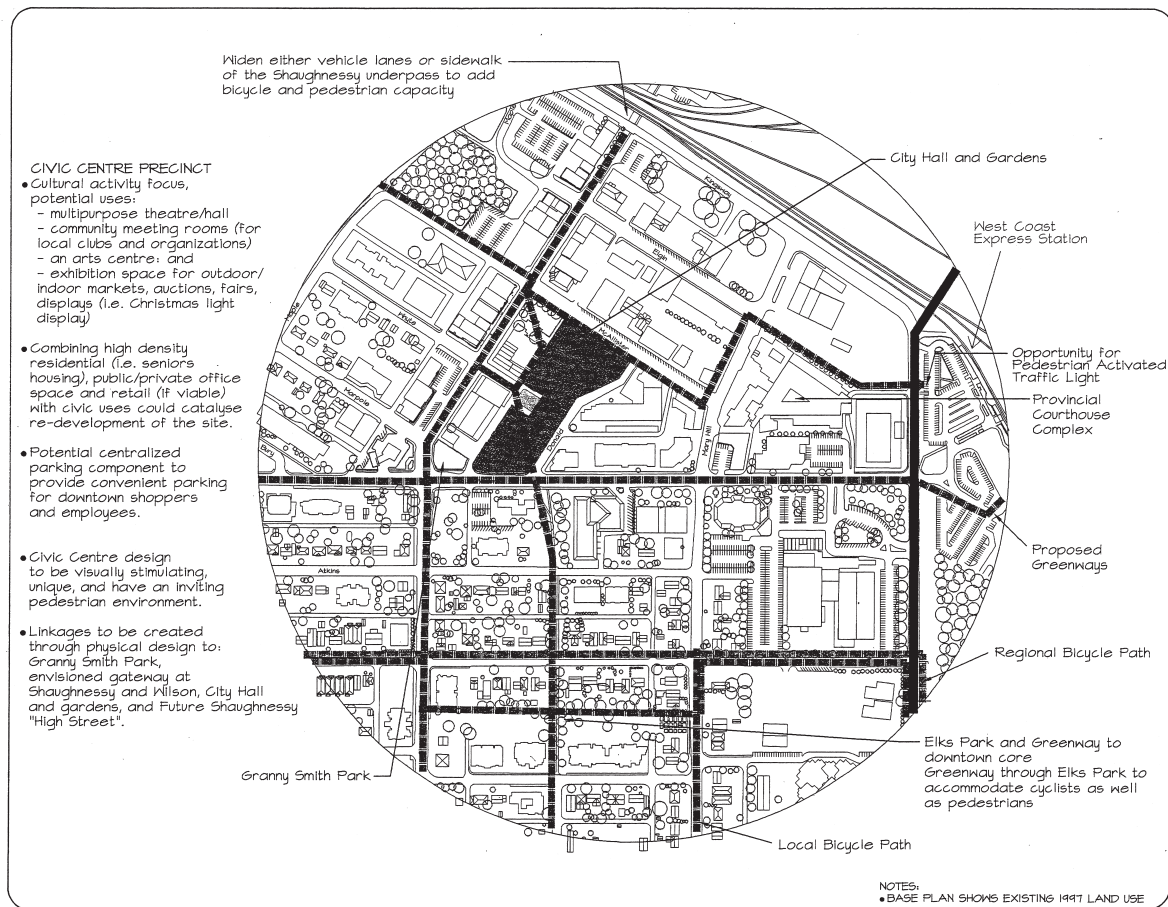 Widen either vehicle lanes or sidewalk
of the Shaughnessy underpass to add
bicycle and pedestrian capacity
CIVIC CENTRE PRECINCT
• Cultural activity focus,
potential uses:
- multipurpose theatre/hall
- community meeting rooms (for
local clubs and organizations)
- an arts centre: and
- exhibition space for outdoor/
indoor markets, auctions, fairs,
displays (i.e. Christmas light
display)
• Combining high density
residential (i.e. seniors
housing), public/private office
space and retail (if viable)
with civic uses could catalyse
re-development of the site.
• Potential centralized
parking component to
provide convenient parking
for downtown shoppers
and employees.
• Civic Centre design
to be visually stimulating,
unique, and have an inviting
pedestrian environment.
• Linkages to be created
through physical design to:
Granny Smith Park,
envisioned gateway at
Shaughnessy and Wilson, City Hall
and gardens, and Future Shaughnessy
"High Street".
City Hall and Gardens
West Coast
Express Station
Opportunity for
Pedestrian Activated
Traffic Light
Provincial
Courthouse
Complex
Proposed
Greenways
Regional Bicycle Path
Elks Park and Greenway to
downtown core
Greenway through Elks Park to
accommodate cyclists as well
as pedestrians
Local Bicycle Path
Granny Smith Park
Kingsway
Elgin
McAllister
Maple
Whyte
Marpole
Bury
Donald
Mary Hill
Atkins
NOTES:
• BASE PLAN SHOWS EXISTING 1997 LAND USE